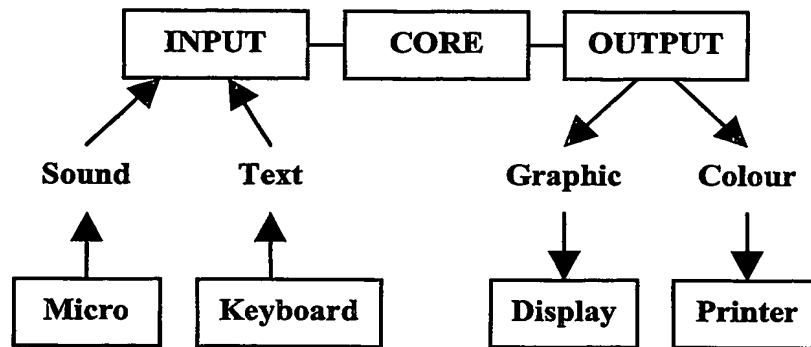 INPUT CORE OUTPUT
Sound Text Graphic Colour
Micro Keyboard Display Printer